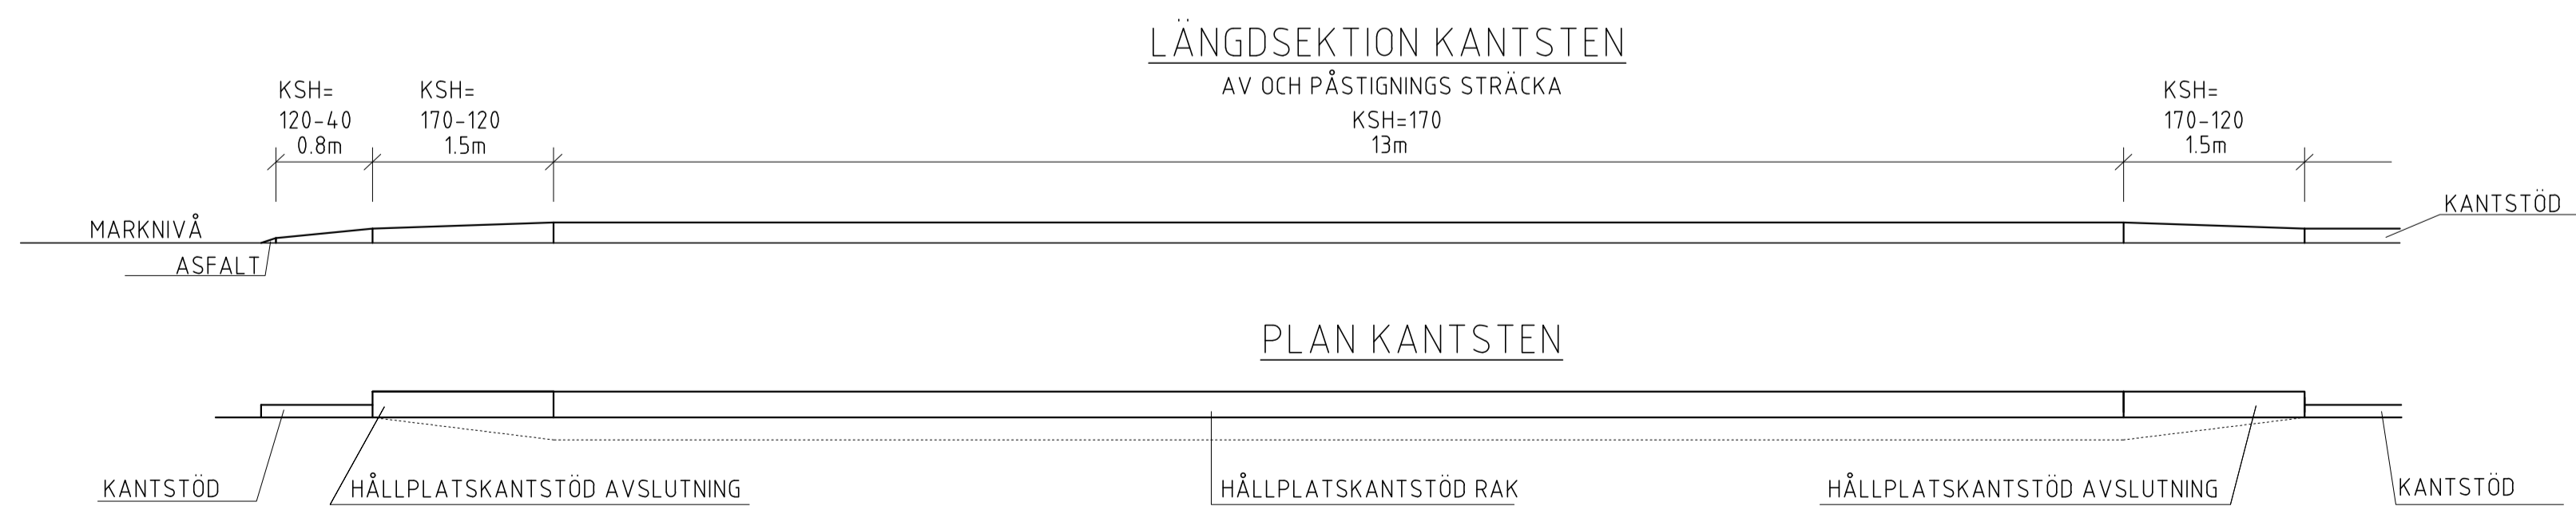 LÄNGDSEKTION KANTSTEN
AV OCH PÅSTIGNINGS STRÄCKA
KSH=
120-40
0.8m
KSH=
170-120
1.5m
KSH=170
13m
KSH=
170-120
1.5m
MARKNIVÅ
ASFALT
KANTSTÖD
PLAN KANTSTEN
KANTSTÖD
HÅLLPLATSKANTSTÖD AVSLUTNING
HÅLLPLATSKANTSTÖD RAK
HÅLLPLATSKANTSTÖD AVSLUTNING
KANTSTÖD